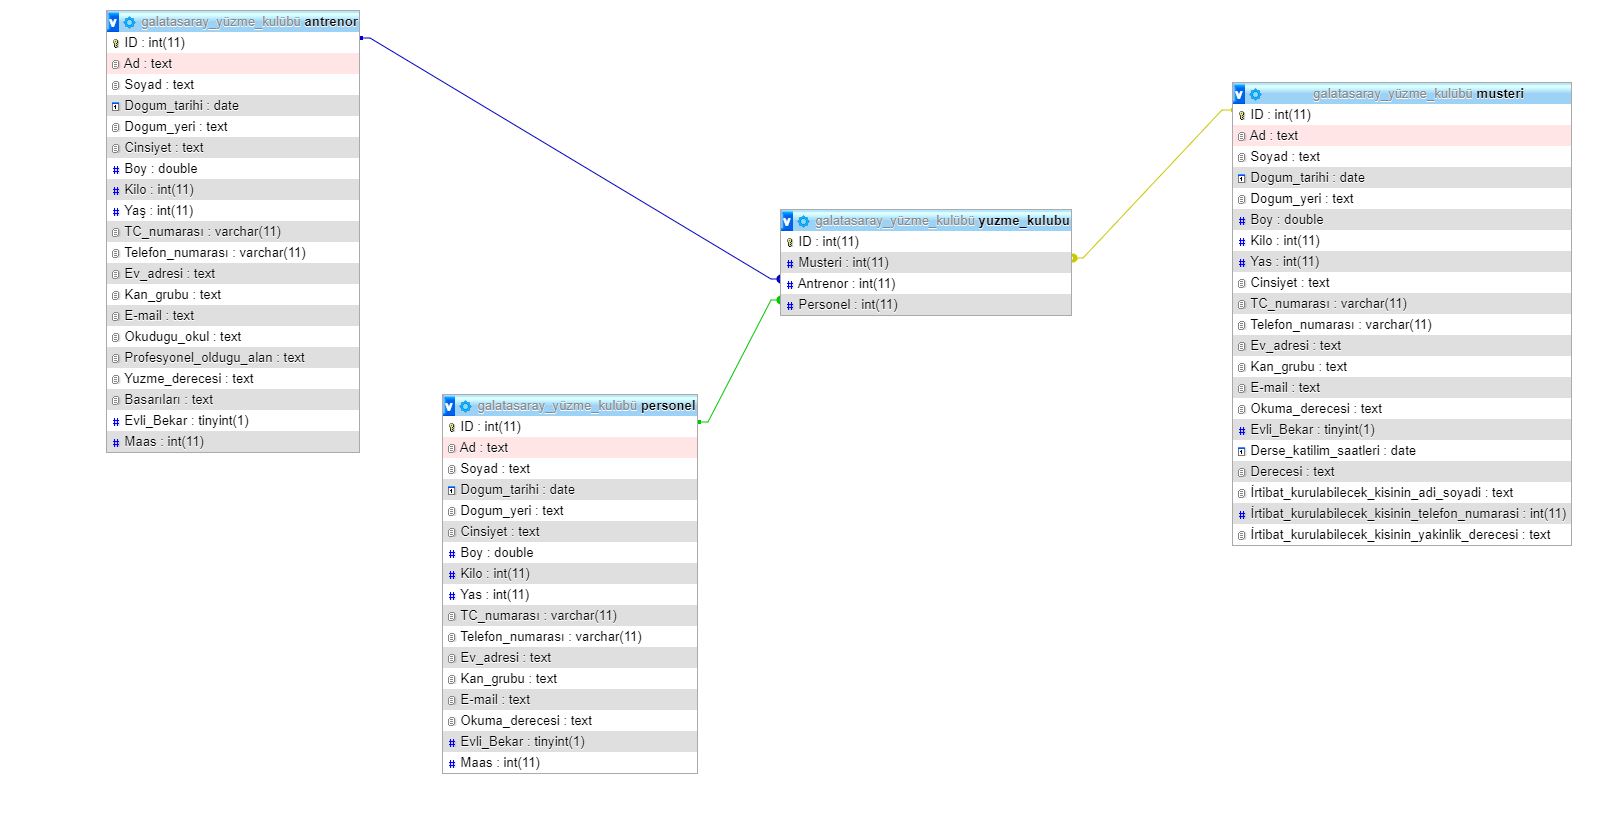 galatasaray_yüzme_kulübü antrenor
ID : int(11)
Ad : text
Soyad : text
Dogum_tarihi : date
Dogum_yeri : text
Cinsiyet : text
Boy : double
Kilo : int(11)
Yaş : int(11)
TC_numarası : varchar(11)
Telefon_numarası : varchar(11)
Ev_adresi : text
Kan_grubu : text
E-mail : text
Okudugu_okul : text
Profesyonel_oldugu_alan : text
Yuzme_derecesi : text
Basarıları : text
Evli_Bekar : tinyint(1)
Maas : int(11)
galatasaray_yüzme_kulübü personel
ID : int(11)
Ad : text
Soyad : text
Dogum_tarihi : date
Dogum_yeri : text
Cinsiyet : text
Boy : double
Kilo : int(11)
Yas : int(11)
TC_numarası : varchar(11)
Telefon_numarası : varchar(11)
Ev_adresi : text
Kan_grubu : text
E-mail : text
Okuma_derecesi : text
Evli_Bekar : tinyint(1)
Maas : int(11)
galatasaray_yüzme_kulübü yuzme_kulubu
ID : int(11)
Musteri : int(11)
Antrenor : int(11)
Personel : int(11)
galatasaray_yüzme_kulübü musteri
ID : int(11)
Ad : text
Soyad : text
Dogum_tarihi : date
Dogum_yeri : text
Boy : double
Kilo : int(11)
Yas : int(11)
Cinsiyet : text
TC_numarası : varchar(11)
Telefon_numarası : varchar(11)
Ev_adresi : text
Kan_grubu : text
E-mail : text
Okuma_derecesi : text
Evli_Bekar : tinyint(1)
Derse_katilim_saatleri : date
Derecesi : text
İrtibat_kurulabilecek_kisinin_adi_soyadi : text
İrtibat_kurulabilecek_kisinin_telefon_numarasi : int(11)
İrtibat_kurulabilecek_kisinin_yakinlik_derecesi : text